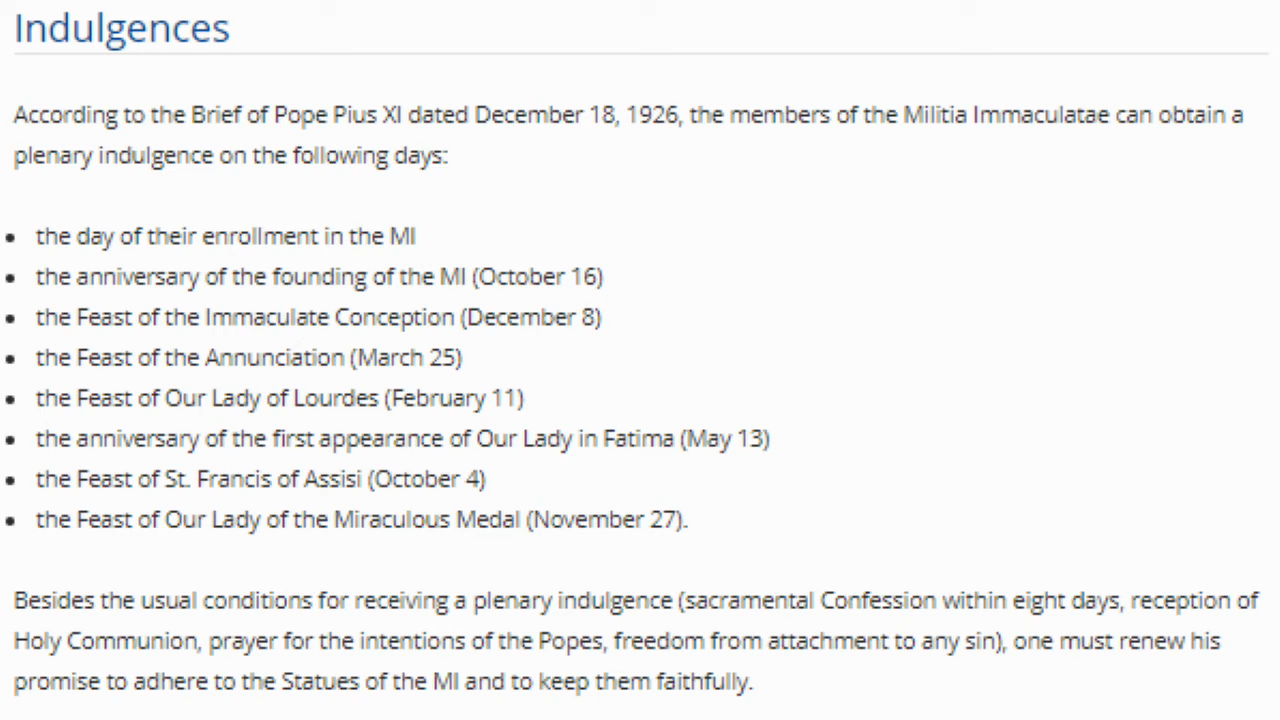 Indulgences
According to the Brief of Pope Pius XI dated December 18, 1926, the members of the Militia Immaculatae can obtain a
plenary indulgence on the following days:
• the day of their enrollment in the MI
• the anniversary of the founding of the MI (October 16)
• the Feast of the Immaculate Conception (December 8)
• the Feast of the Annunciation (March 25)
• the Feast of Our Lady of Lourdes (February 11)
• the anniversary of the first appearance of Our Lady in Fatima (May 13)
• the Feast of St. Francis of Assisi (October 4)
• the Feast of Our Lady of the Miraculous Medal (November 27).
Besides the usual conditions for receiving a plenary indulgence (sacramental Confession within eight days, reception of
Holy Communion, prayer for the intentions of the Popes, freedom from attachment to any sin), one must renew his
promise to adhere to the Statues of the MI and to keep them faithfully.